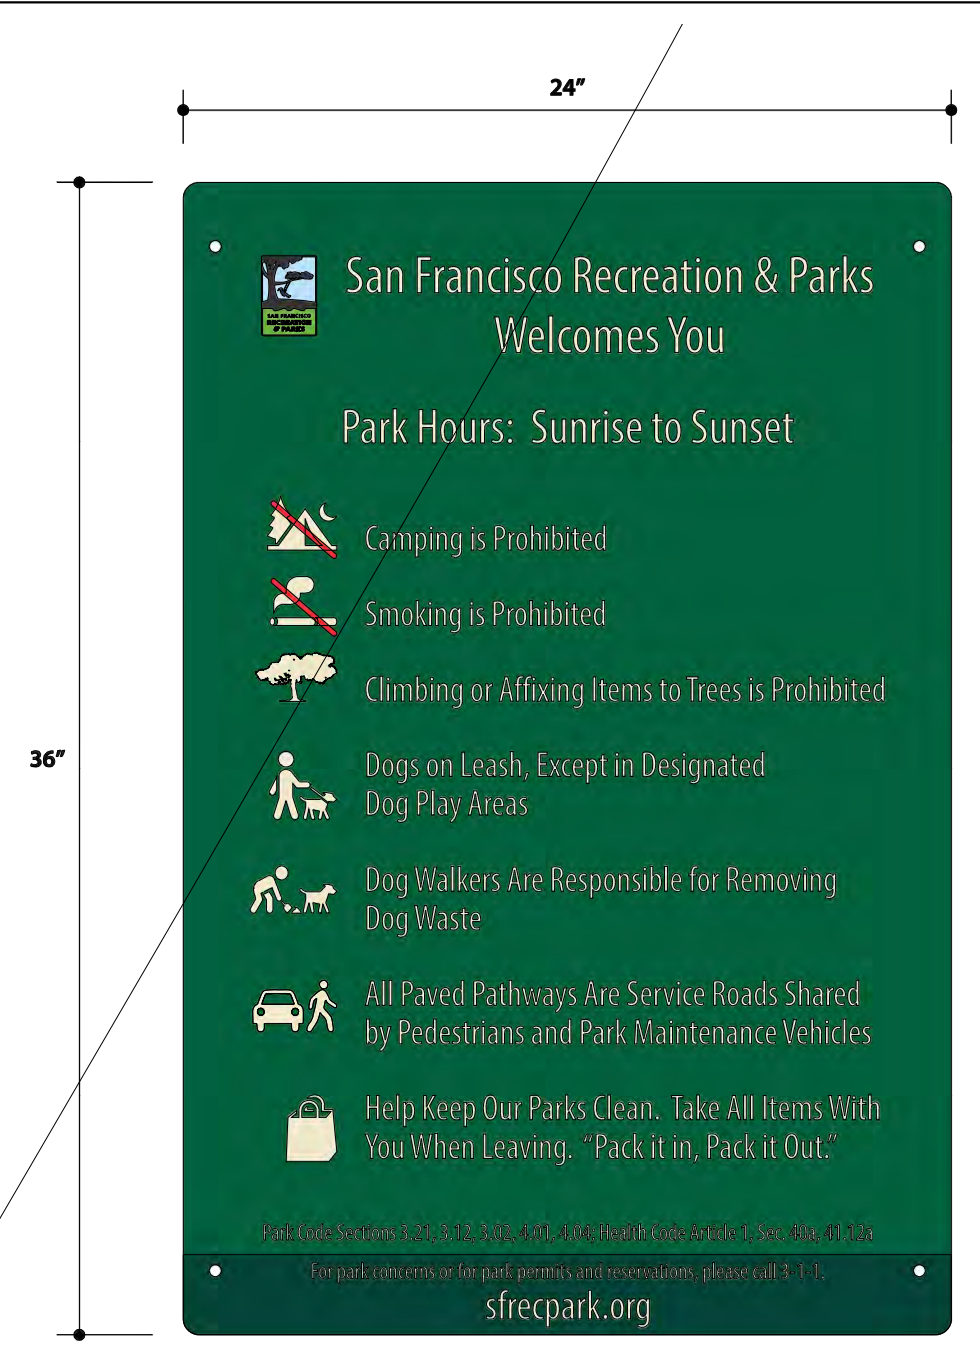 24”
San Francisco Recreation & Parks
Welcomes You
SAN FRANCISCO
RECREATION
& PARKS
Park Hours: Sunrise to Sunset
Camping is Prohibited
Smoking is Prohibited
Climbing or Affixing Items to Trees is Prohibited
36”
Dogs on Leash, Except in Designated
Dog Play Areas
Dog Walkers Are Responsible for Removing
Dog Waste
All Paved Pathways Are Service Roads Shared
by Pedestrians and Park Maintenance Vehicles
Help Keep Our Parks Clean. Take All Items With
You When Leaving. “Pack it in, Pack it Out.”
Park Code Sections 3.21, 3.12, 3.02, 4.01, 4.04; Health Code Article 1, Sec. 40a, 41.12a
For park concerns or for park permits and reservations, please call 3-1-1.
sfrecpark.org